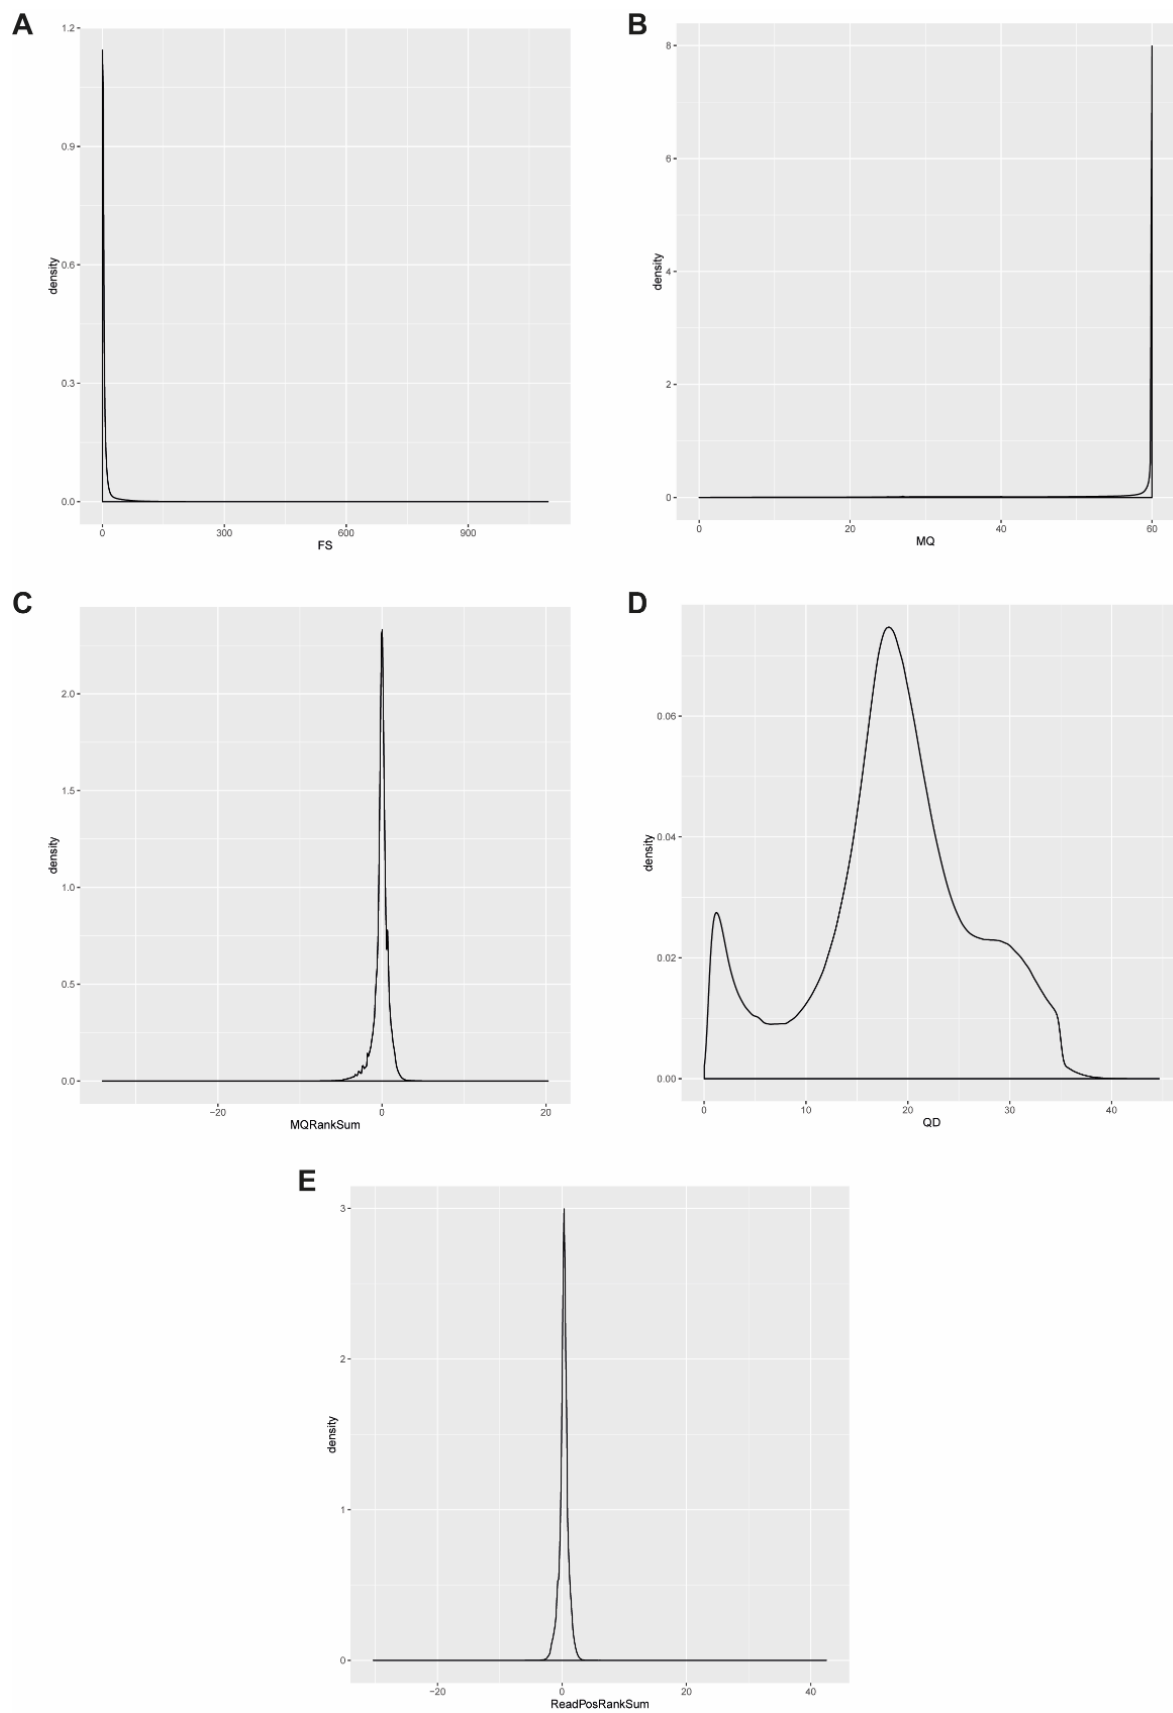 A
1.2
0.9
0.6
0.3
0.0
density
0 300 600 900
FS
B
8
6
4
2
0
density
0 20 40 60
MQ
C
2.0
1.5
1.0
0.5
0.0
density
−20 0 20
MQRankSum
D
0.06
0.04
0.02
0.00
density
0 10 20 30 40
QD
E
3
2
1
0
density
−20 0 20 40
ReadPosRankSum